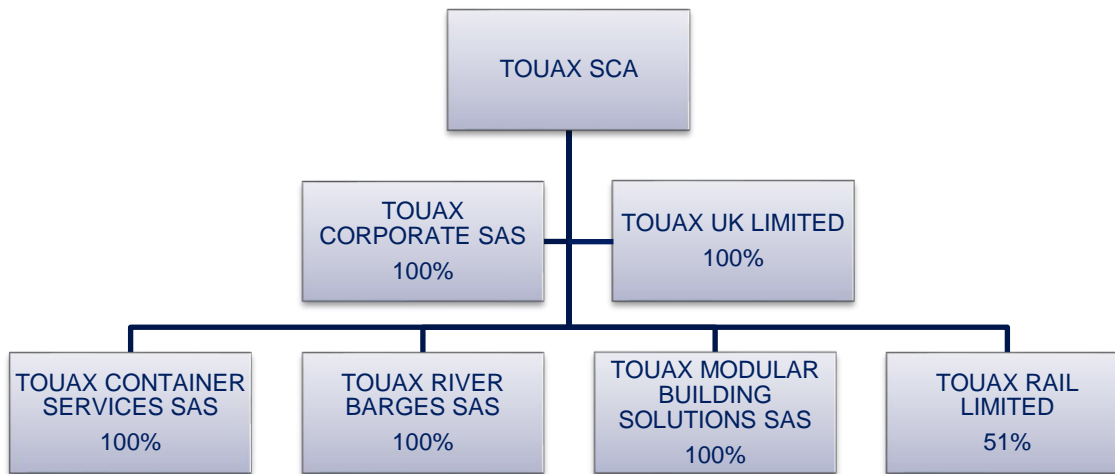 TOUAX SCA
TOUAX
CORPORATE SAS
100%
TOUAX UK LIMITED
100%
TOUAX CONTAINER
SERVICES SAS
100%
TOUAX RIVER
BARGES SAS
100%
TOUAX MODULAR
BUILDING
SOLUTIONS SAS
100%
TOUAX RAIL
LIMITED
51%